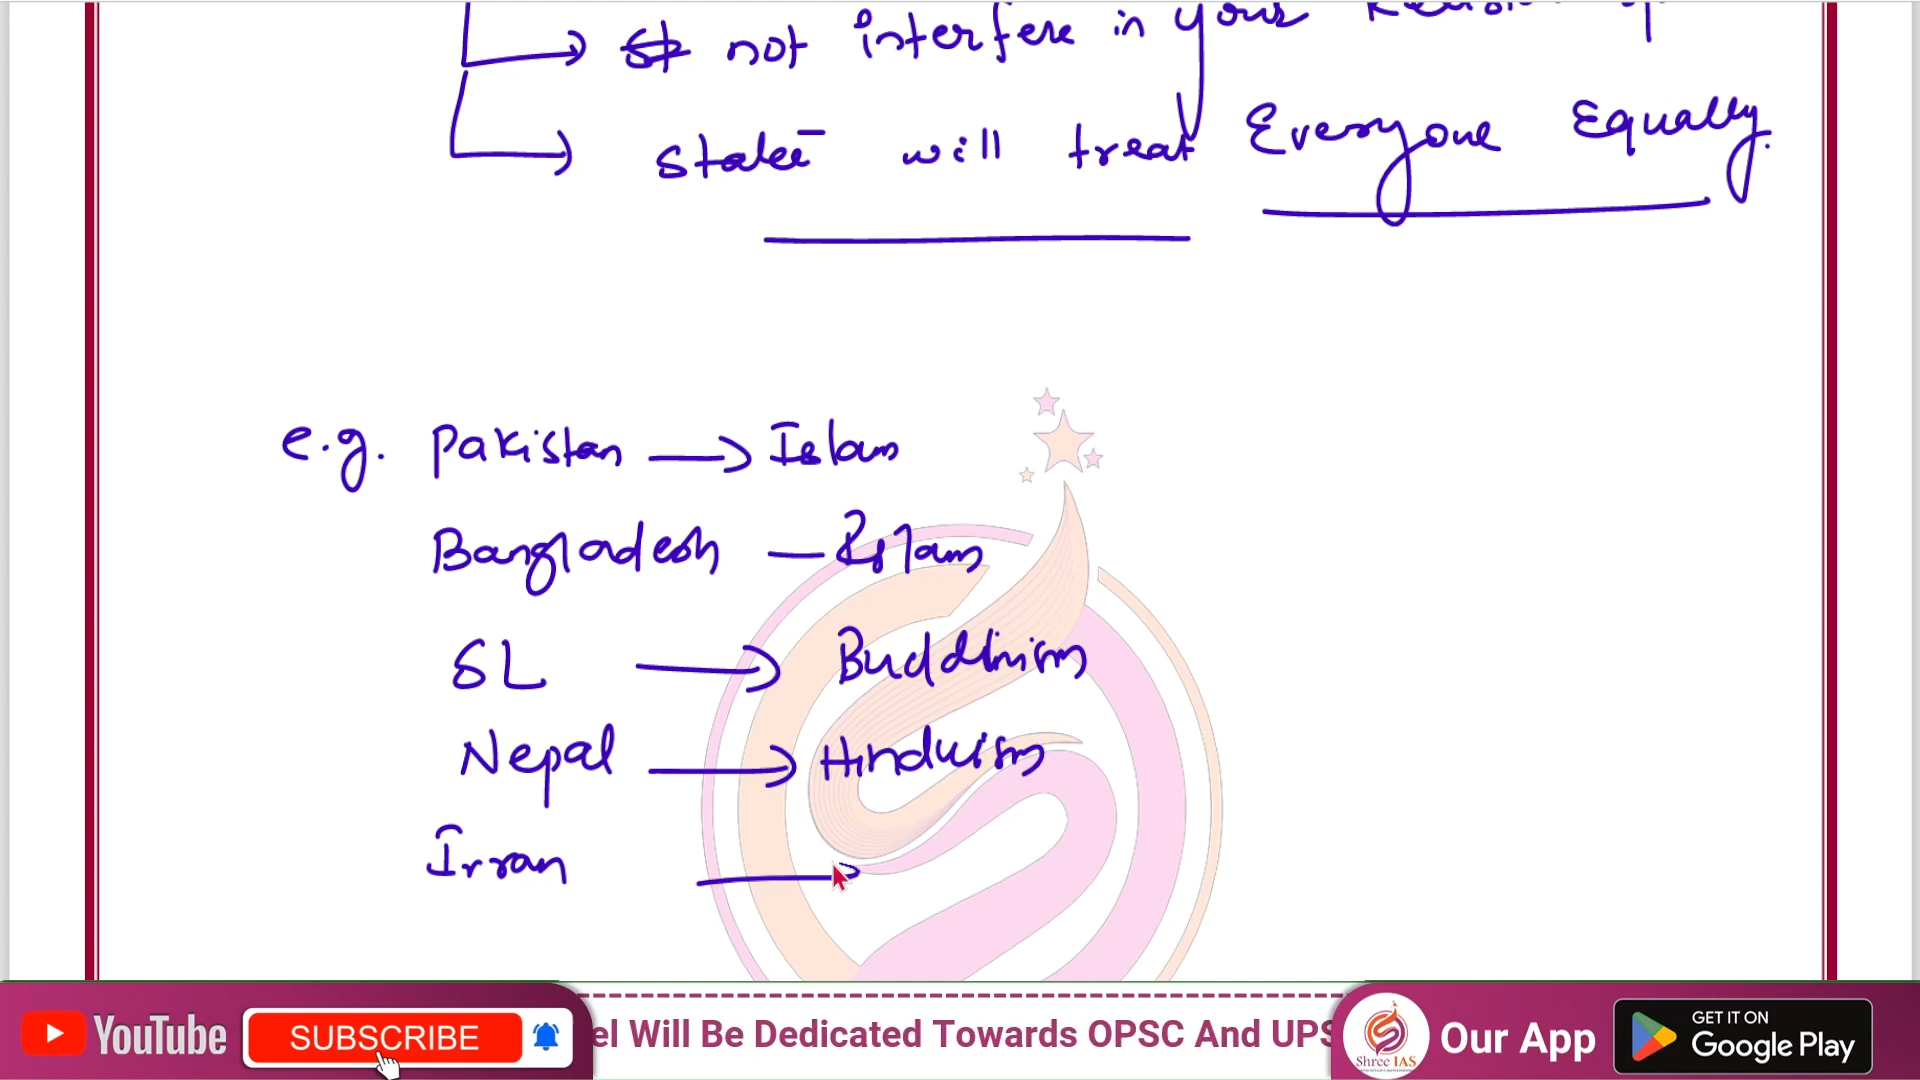 → not interfere in your
→ state will treat Everyone Equally.
e.g. Pakistan → Islam
Bangladesh — Islam
SL → Buddhism
Nepal → Hinduism
Irran →
YouTube SUBSCRIBE el Will Be Dedicated Towards OPSC And UPS Shree IAS Our App GET IT ON Google Play